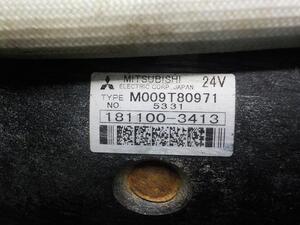 MITSUBISHI 24V
ELECTRIC CORP. JAPAN
TYPE M009T80971
NO. 5331
181100-3413